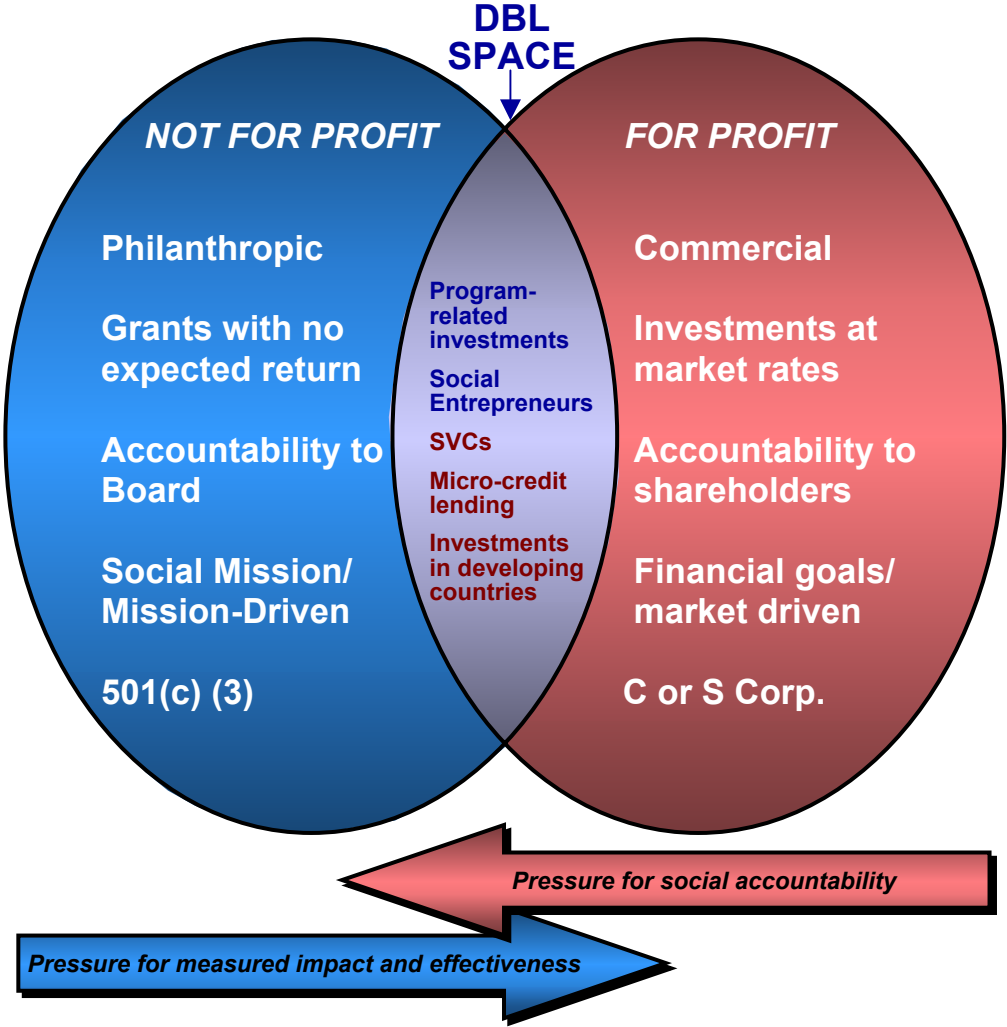 DBL
SPACE
NOT FOR PROFIT
Philanthropic
Grants with no
expected return
Accountability to
Board
Social Mission/
Mission-Driven
501(c) (3)
Program-
related
investments
Social
Entrepreneurs
SVCs
Micro-credit
lending
Investments
in developing
countries
FOR PROFIT
Commercial
Investments at
market rates
Accountability to
shareholders
Financial goals/
market driven
C or S Corp.
Pressure for social accountability
Pressure for measured impact and effectiveness